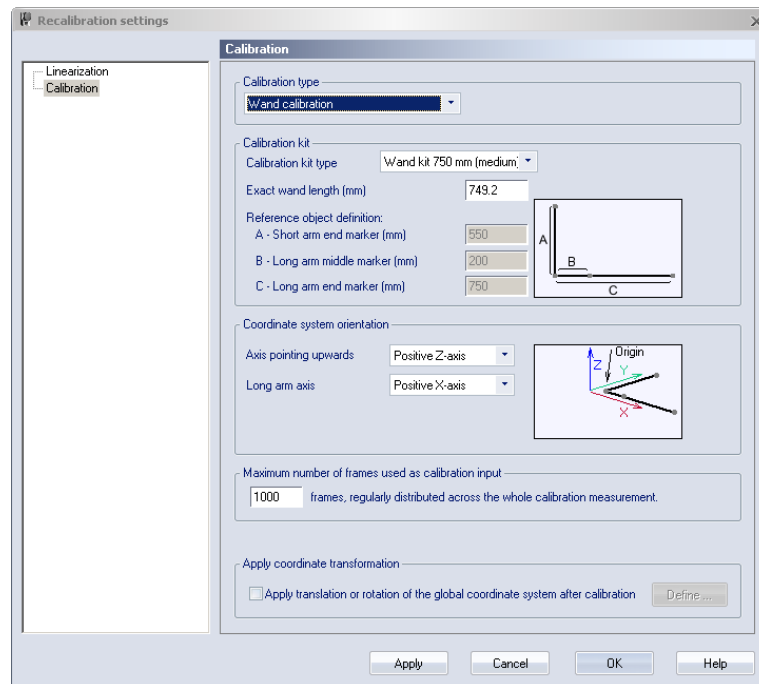 Recalibration settings
Linearization
Calibration
Calibration
Calibration type
Wand calibration
Calibration kit
Calibration kit type
Wand kit 750 mm (medium)
Exact wand length (mm)
749.2
Reference object definition:
A - Short arm end marker (mm)
550
B - Long arm middle marker (mm)
200
C - Long arm end marker (mm)
750
A
B
C
Coordinate system orientation
Axis pointing upwards
Positive Z-axis
Long arm axis
Positive X-axis
Origin
Z
Y
X
Maximum number of frames used as calibration input
1000 frames, regularly distributed across the whole calibration measurement.
Apply coordinate transformation
Apply translation or rotation of the global coordinate system after calibration
Define ...
Apply Cancel OK Help